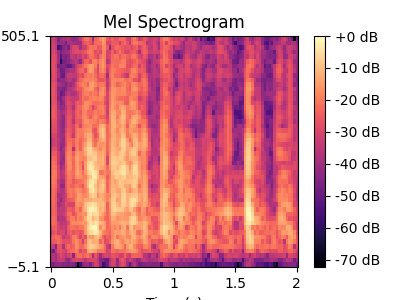 Mel Spectrogram
505.1
−5.1
0
0.5
1
1.5
2
+0 dB
-10 dB
-20 dB
-30 dB
-40 dB
-50 dB
-60 dB
-70 dB